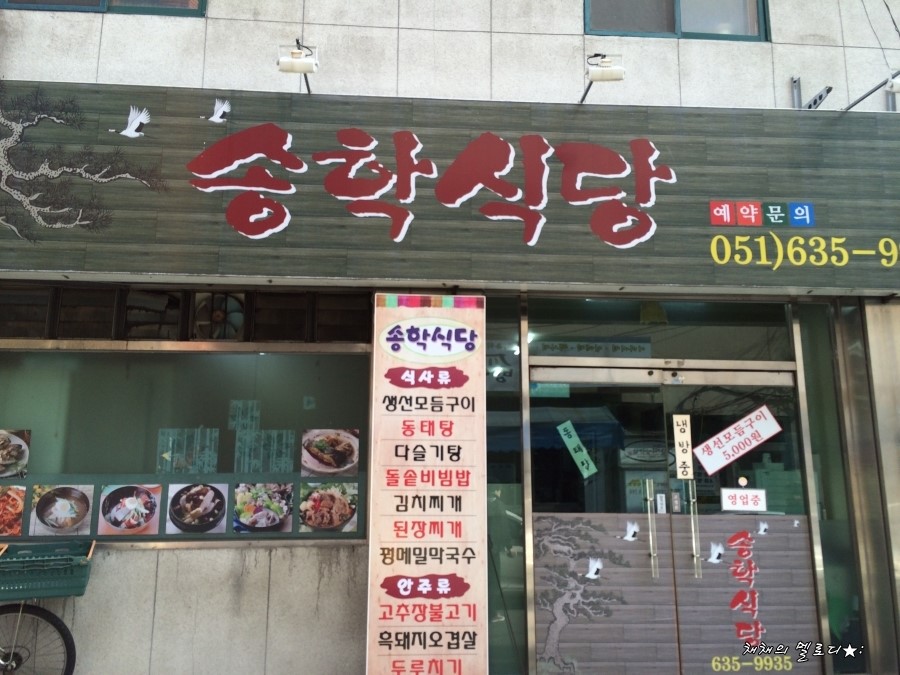 송학식당
예약문의
051)635-9
송학식당
식사류
생선모듬구이
동태탕
다슬기탕
돌솥비빔밥
김치찌개
된장찌개
평메밀막국수
안주류
고추장불고기
흑돼지오겹살
두루치기
냉방중
생선모듬구이
5,000원
영업중
송학식당
635-9935
채채의 멜로디★: